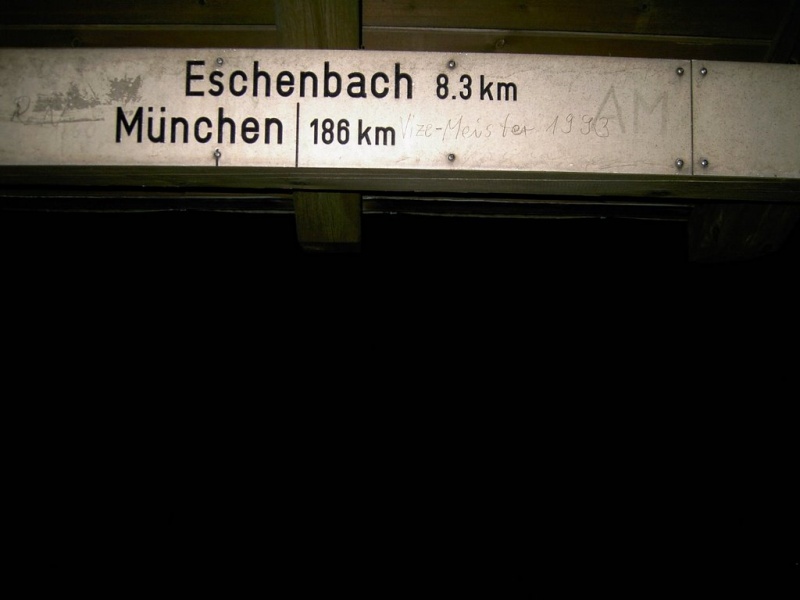 Eschenbach 8.3 km
München 186 km Vize-Meister 1993
AM